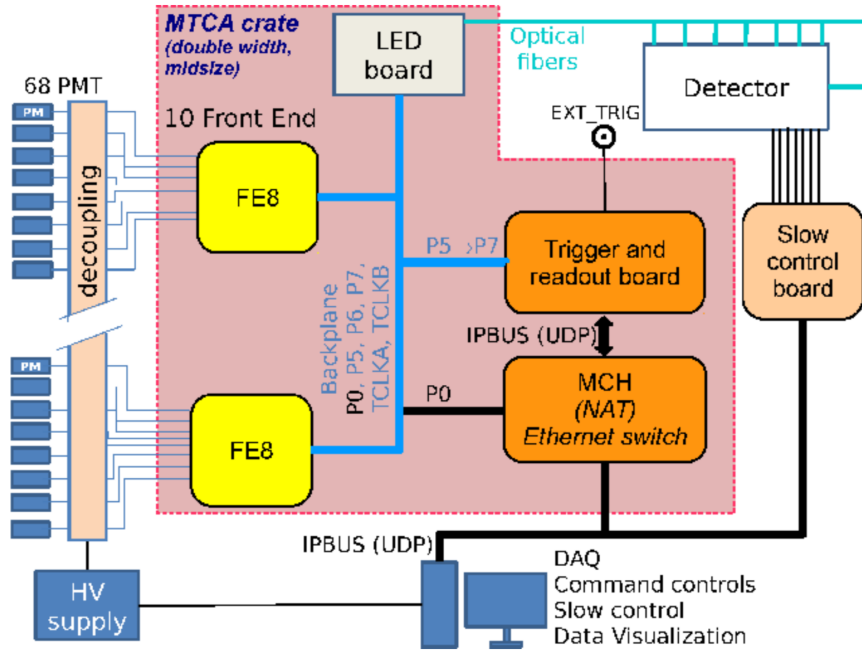 MTCA crate
(double width,
midsize)
LED
board
Optical
fibers
Detector
68 PMT
PM
10 Front End
EXT_TRIG
FE8
decoupling
P5 →P7
Trigger and
readout board
Slow
control
board
Backplane
P0, P5, P6, P7,
TCLKA, TCLKB
IPBUS (UDP)
PM
P0
MCH
(NAT)
Ethernet switch
FE8
IPBUS (UDP)
HV
supply
DAQ
Command controls
Slow control
Data Visualization